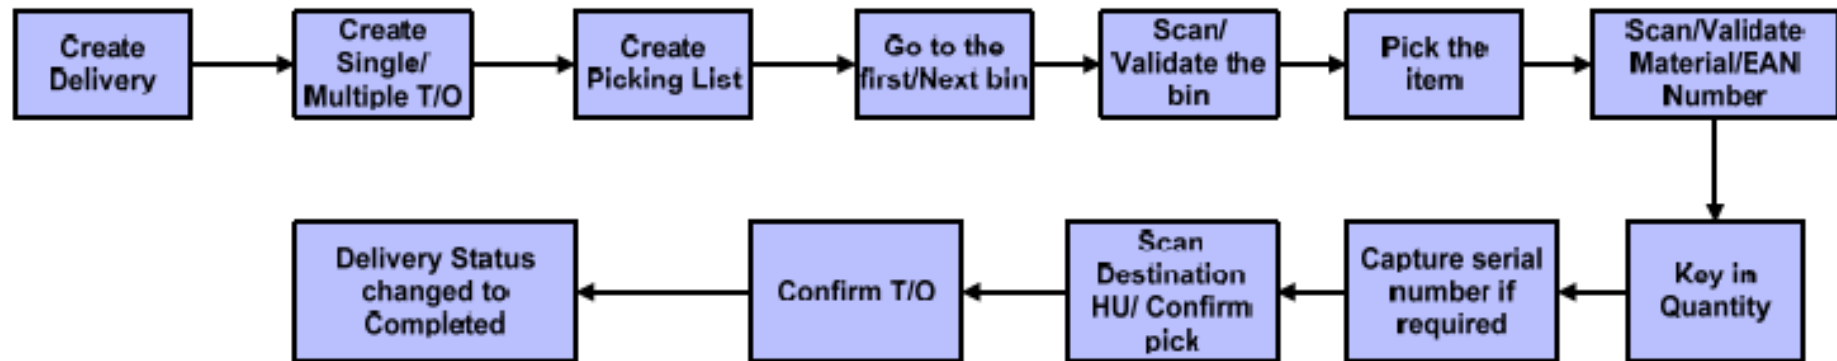 Create
Delivery
Create
Single/
Multiple T/O
Create
Picking List
Go to the
first/Next bin
Scan/
Validate the
bin
Pick the
item
Scan/Validate
Material/EAN
Number
Key in
Quantity
Capture serial
number if
required
Scan
Destination
HU/ Confirm
pick
Confirm T/O
Delivery Status
changed to
Completed